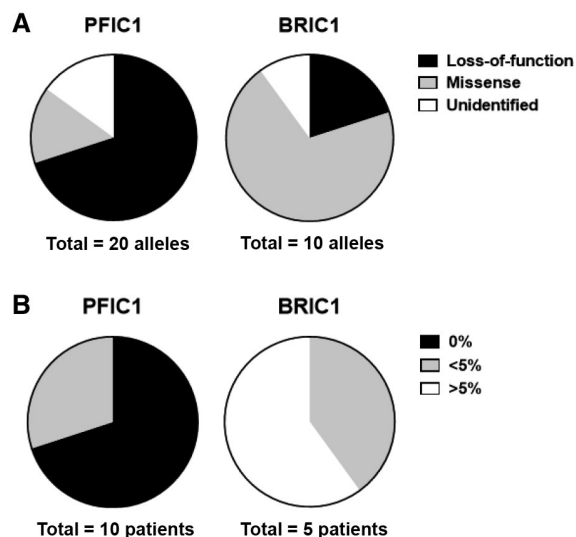 A
PFIC1
BRIC1
Loss-of-function
Missense
Unidentified
Total = 20 alleles
Total = 10 alleles
B
PFIC1
BRIC1
0%
<5%
>5%
Total = 10 patients
Total = 5 patients